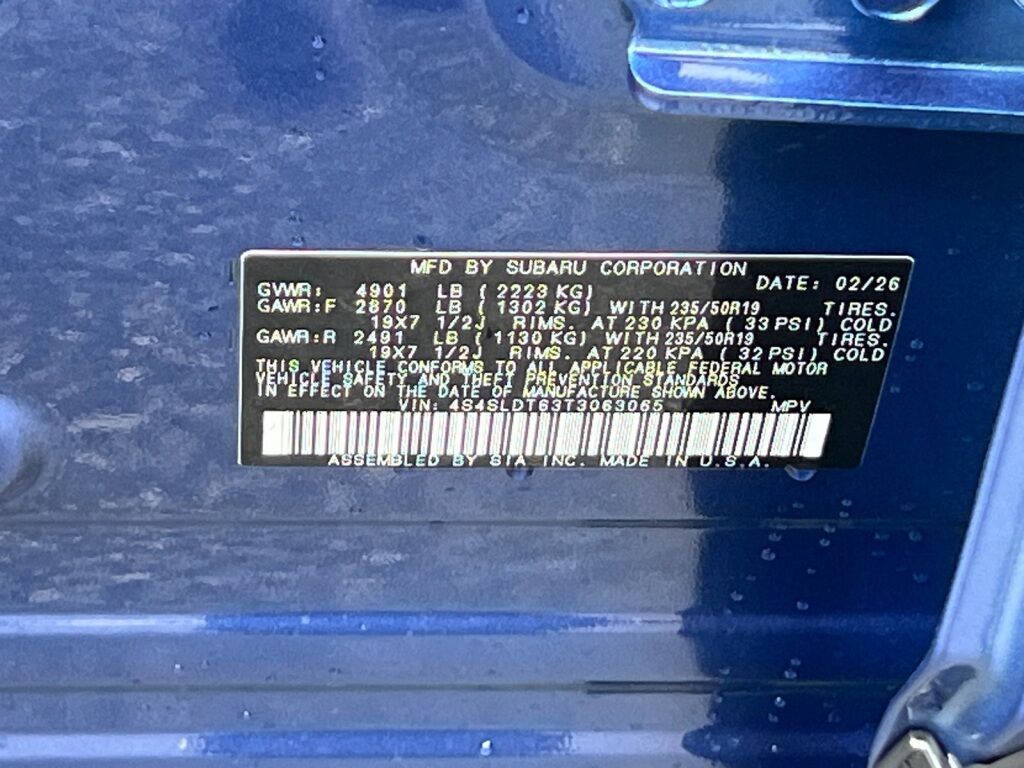 MFD BY SUBARU CORPORATION
DATE: 02/26
GVWR: 4901 LB ( 2223 KG)
GAWR:F 2870 LB ( 1302 KG) WITH 235/50R19 TIRES.
19X7 1/2J RIMS. AT 230 KPA ( 33 PSI) COLD
GAWR:R 2491 LB ( 1130 KG) WITH 235/50R19 TIRES.
19X7 1/2J RIMS. AT 220 KPA ( 32 PSI) COLD
THIS VEHICLE CONFORMS TO ALL APPLICABLE FEDERAL MOTOR
VEHICLE SAFETY AND THEFT PREVENTION STANDARDS
IN EFFECT ON THE DATE OF MANUFACTURE SHOWN ABOVE.
VIN: 4S4SLDT63T3063065 MPV
ASSEMBLED BY SIA INC. MADE IN U.S.A.